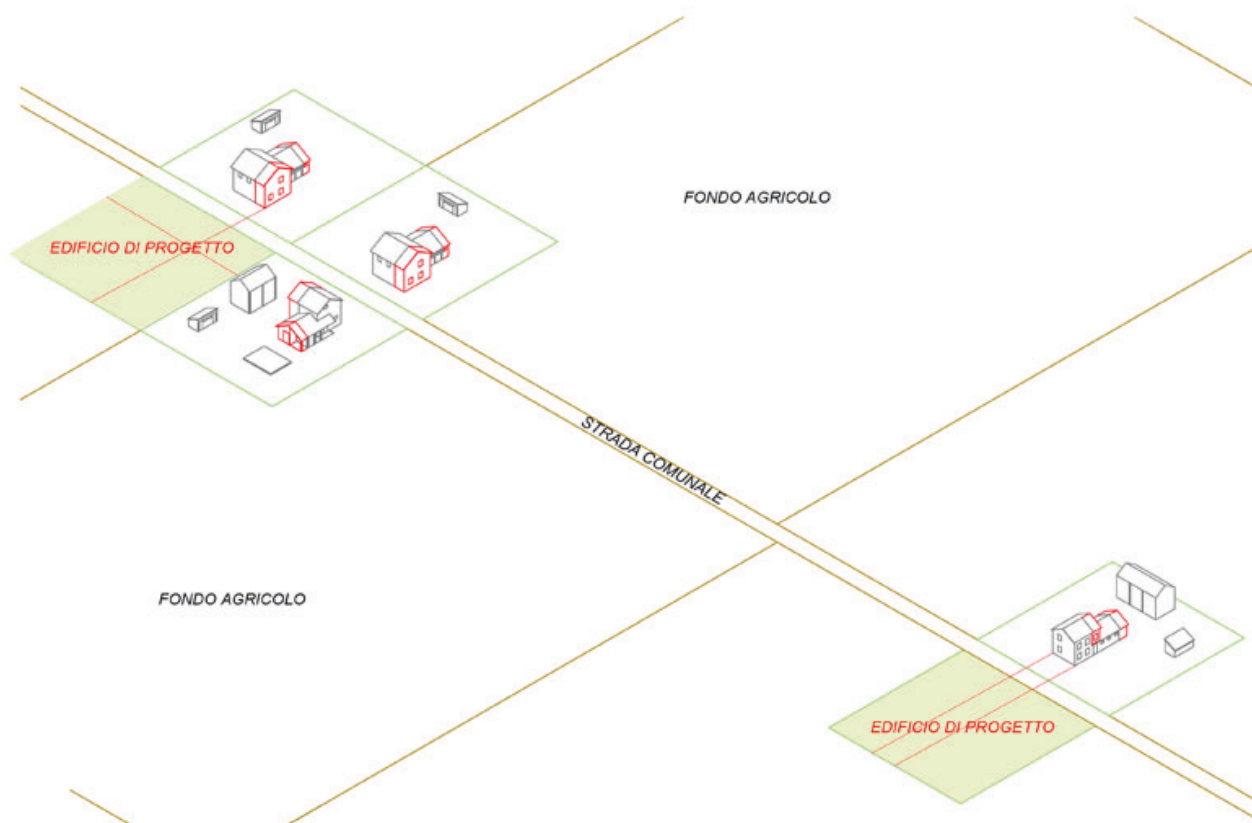 FONDO AGRICOLO
EDIFICIO DI PROGETTO
STRADA COMUNALE
FONDO AGRICOLO
EDIFICIO DI PROGETTO